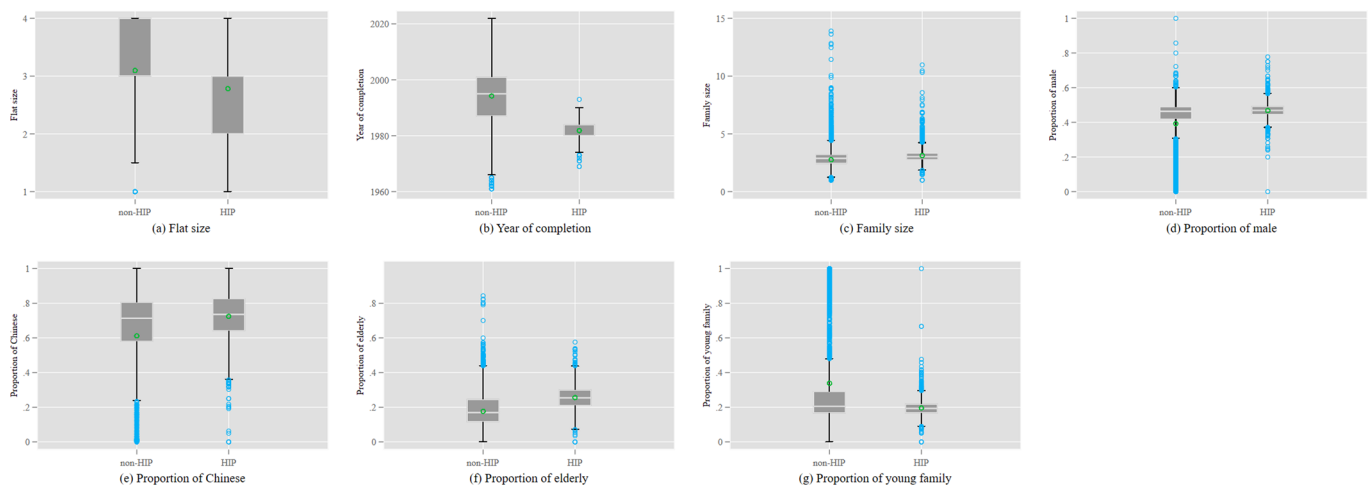 4
3
2
1
Flat size
non-HIP
HIP
(a) Flat size
2020
2000
1980
1960
Year of completion
non-HIP
HIP
(b) Year of completion
15
10
5
0
Family size
non-HIP
HIP
(c) Family size
1
.8
.6
.4
.2
0
Proportion of male
non-HIP
HIP
(d) Proportion of male
1
.8
.6
.4
.2
0
Proportion of Chinese
non-HIP
HIP
(e) Proportion of Chinese
.8
.6
.4
.2
0
Proportion of elderly
non-HIP
HIP
(f) Proportion of elderly
1
.8
.6
.4
.2
0
Proportion of young family
non-HIP
HIP
(g) Proportion of young family